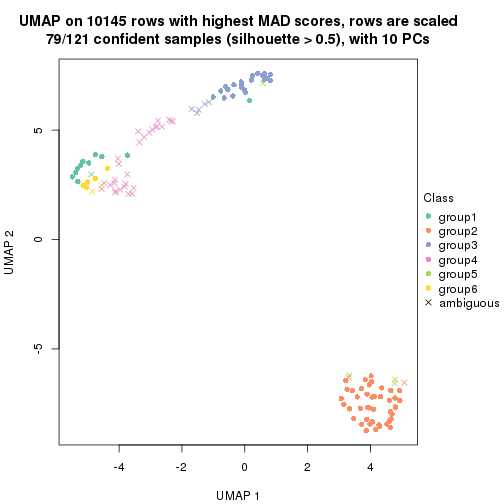 UMAP on 10145 rows with highest MAD scores, rows are scaled
79/121 confident samples (silhouette > 0.5), with 10 PCs
5
0
-5
UMAP 2
-4
-2
0
2
4
UMAP 1
Class
group1
group2
group3
group4
group5
group6
ambiguous